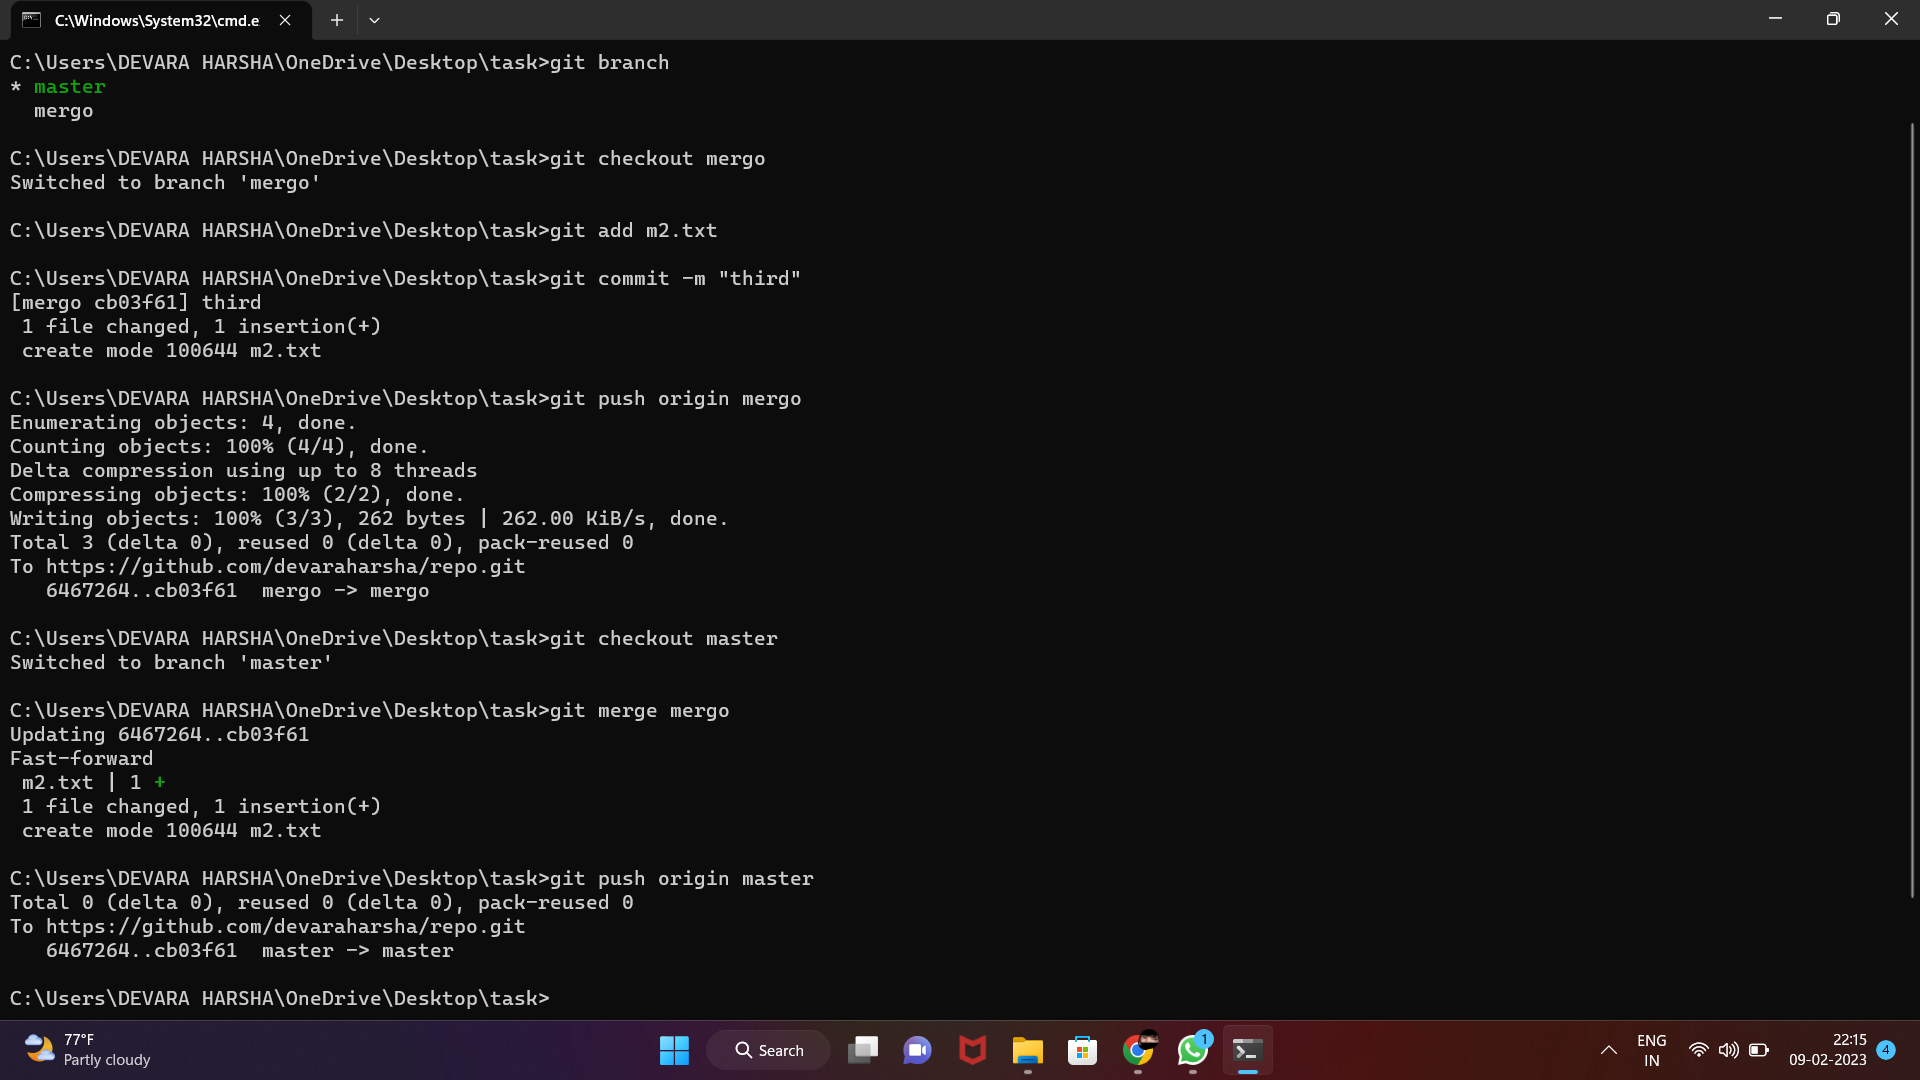 C:\Windows\System32\cmd.e
C:\Users\DEVARA HARSHA\OneDrive\Desktop\task>git branch
* master
  mergo
C:\Users\DEVARA HARSHA\OneDrive\Desktop\task>git checkout mergo
Switched to branch 'mergo'
C:\Users\DEVARA HARSHA\OneDrive\Desktop\task>git add m2.txt
C:\Users\DEVARA HARSHA\OneDrive\Desktop\task>git commit -m "third"
[mergo cb03f61] third
 1 file changed, 1 insertion(+)
 create mode 100644 m2.txt
C:\Users\DEVARA HARSHA\OneDrive\Desktop\task>git push origin mergo
Enumerating objects: 4, done.
Counting objects: 100% (4/4), done.
Delta compression using up to 8 threads
Compressing objects: 100% (2/2), done.
Writing objects: 100% (3/3), 262 bytes | 262.00 KiB/s, done.
Total 3 (delta 0), reused 0 (delta 0), pack-reused 0
To https://github.com/devaraharsha/repo.git
   6467264..cb03f61  mergo -> mergo
C:\Users\DEVARA HARSHA\OneDrive\Desktop\task>git checkout master
Switched to branch 'master'
C:\Users\DEVARA HARSHA\OneDrive\Desktop\task>git merge mergo
Updating 6467264..cb03f61
Fast-forward
 m2.txt | 1 +
 1 file changed, 1 insertion(+)
 create mode 100644 m2.txt
C:\Users\DEVARA HARSHA\OneDrive\Desktop\task>git push origin master
Total 0 (delta 0), reused 0 (delta 0), pack-reused 0
To https://github.com/devaraharsha/repo.git
   6467264..cb03f61  master -> master
C:\Users\DEVARA HARSHA\OneDrive\Desktop\task>
77°F
Partly cloudy
Search
1
ENG
IN
22:15
09-02-2023
4